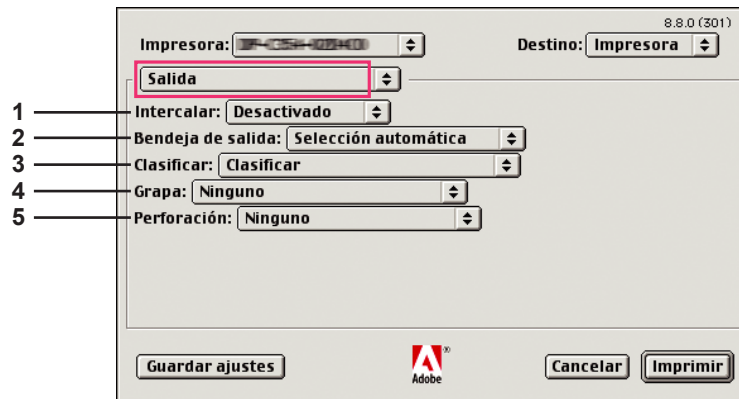 8.8.0 (301)
Impresora: Destino: Impresora
Salida
1 Intercalar: Desactivado
2 Bendeja de salida: Selección automática
3 Clasificar: Clasificar
4 Grapa: Ninguno
5 Perforación: Ninguno
Guardar ajustes Adobe® Cancelar Imprimir